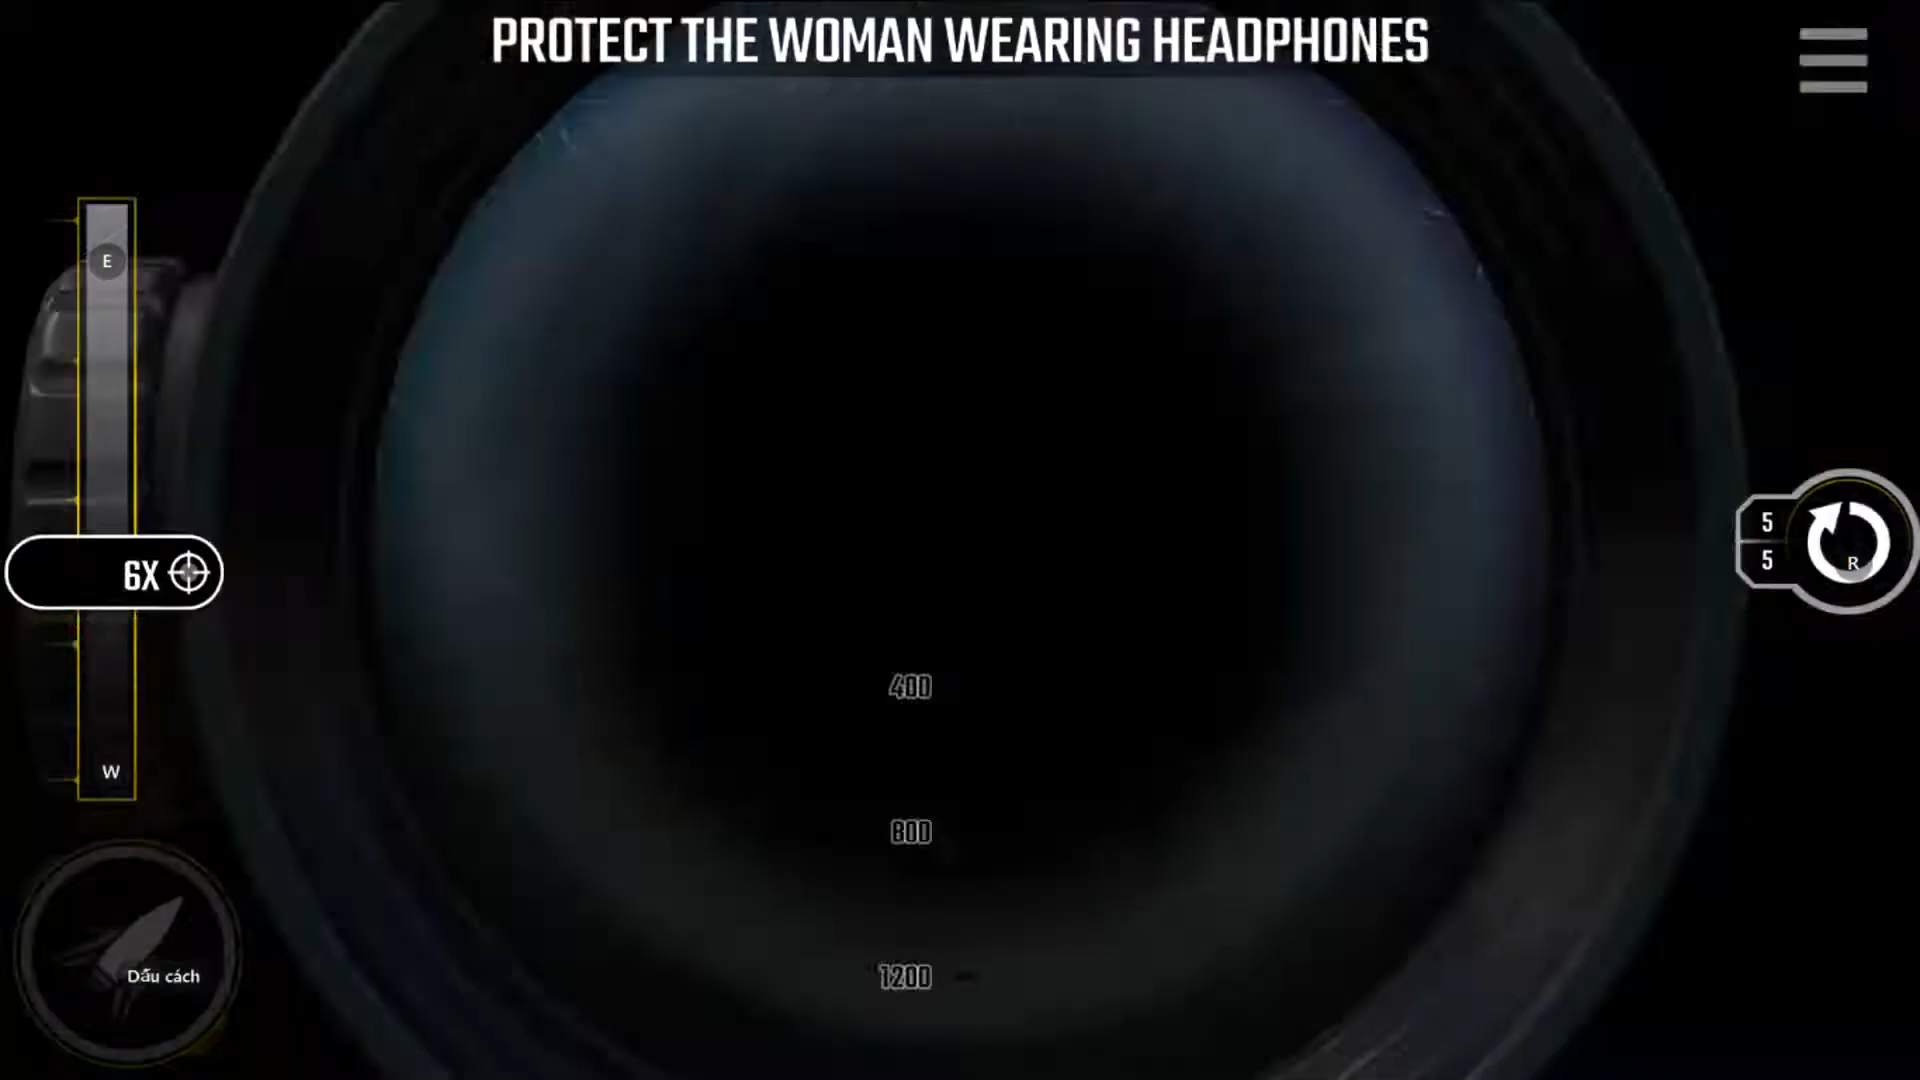 PROTECT THE WOMAN WEARING HEADPHONES
E
6X
5
5
R
400
800
W
Dấu cách
1200